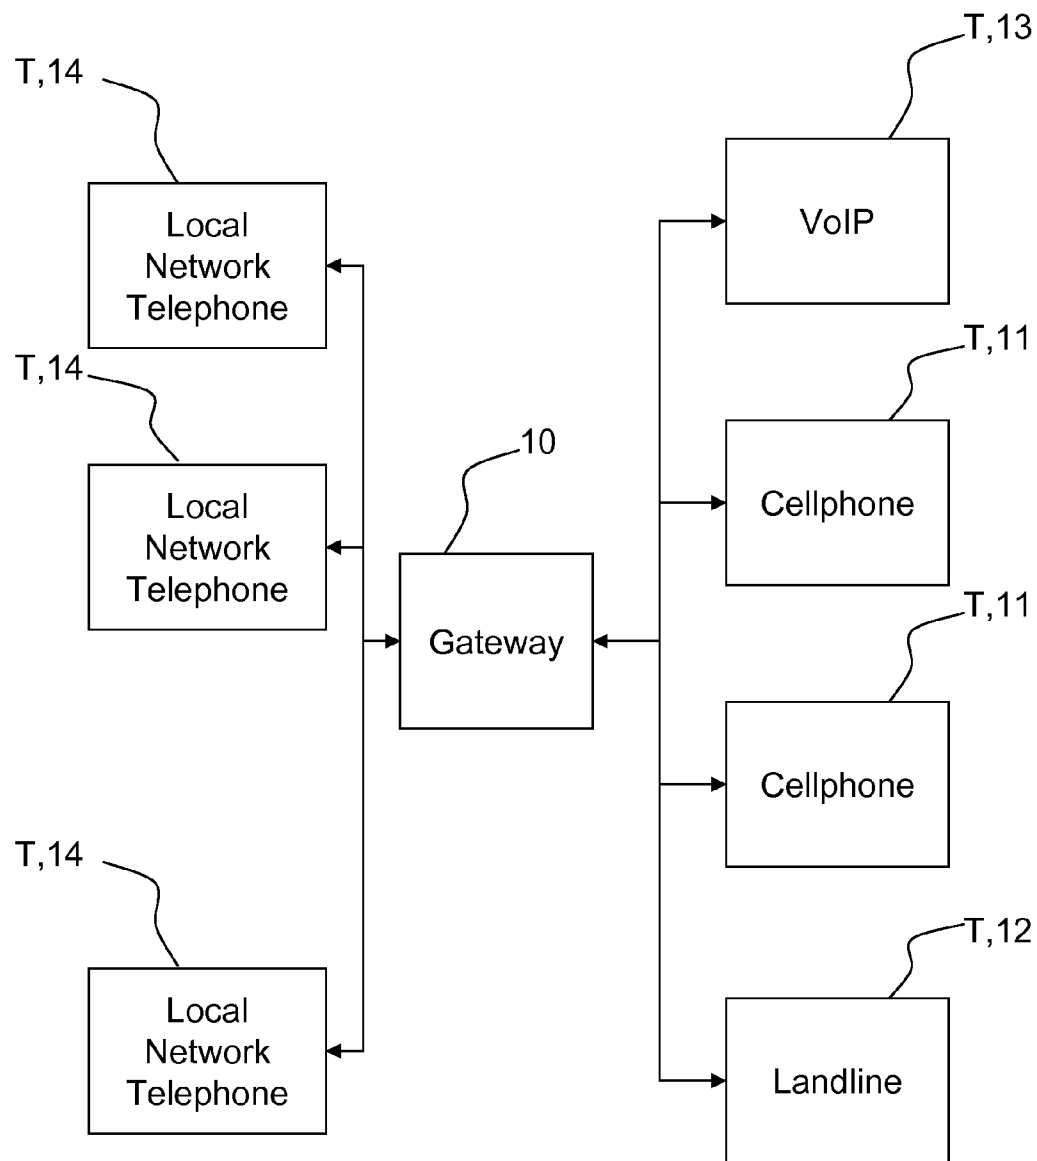 T,13
T,14
VoIP
Local
Network
Telephone
T,11
T,14
10
Cellphone
Local
Network
Telephone
T,11
Gateway
Cellphone
T,14
T,12
Local
Network
Telephone
Landline